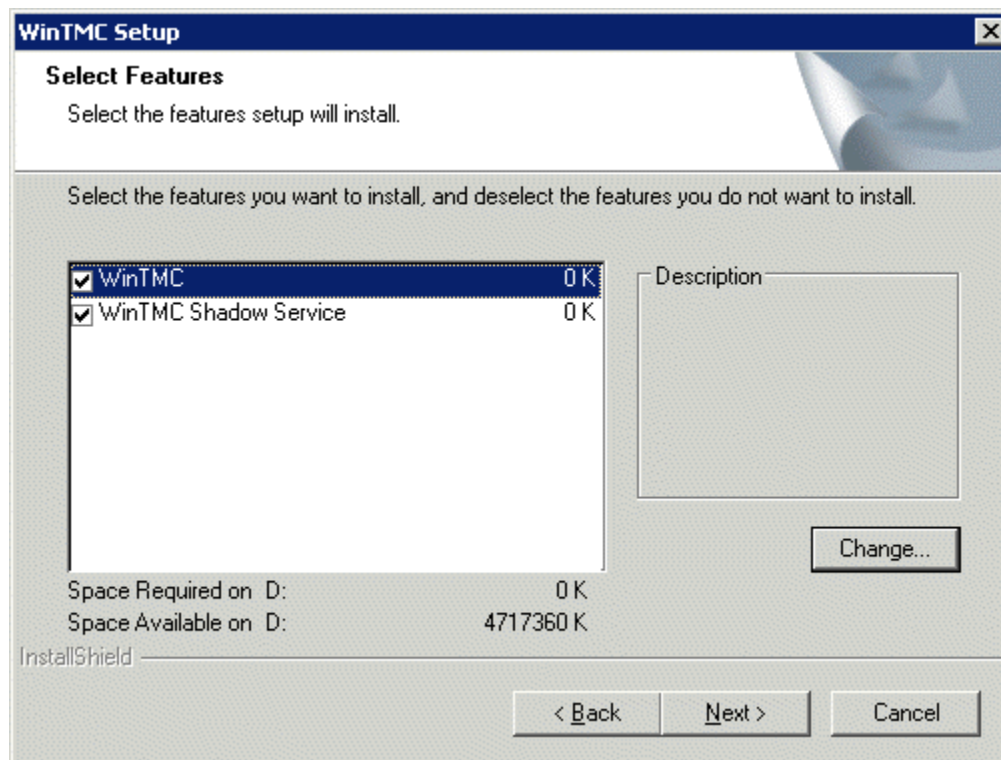 WinTMC Setup
Select Features
Select the features setup will install.
Select the features you want to install, and deselect the features you do not want to install.
WinTMC 0 K
WinTMC Shadow Service 0 K
Description
Change...
Space Required on D: 0 K
Space Available on D: 4717360 K
InstallShield
< Back Next > Cancel